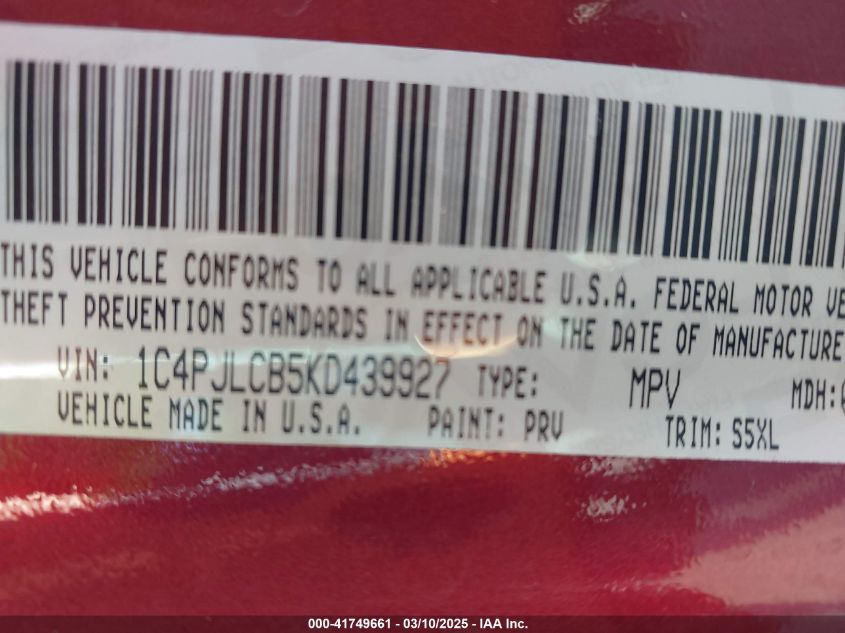 THIS VEHICLE CONFORMS TO ALL APPLICABLE U.S.A. FEDERAL MOTOR VE
THEFT PREVENTION STANDARDS IN EFFECT ON THE DATE OF MANUFACTURE
VIN: 1C4PJLCB5KD439927 TYPE: MPV MDH:
VEHICLE MADE IN U.S.A. PAINT: PRV TRIM: S5XL
000-41749661 - 03/10/2025 - IAA Inc.